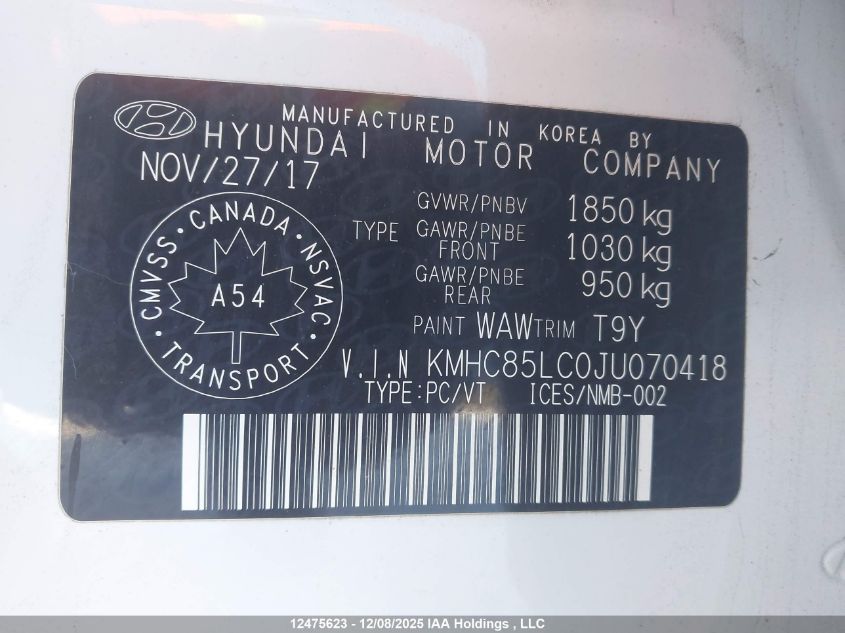 MANUFACTURED IN KOREA BY
HYUNDAI MOTOR COMPANY
NOV/27/17
GVWR/PNBV 1850 kg
TYPE GAWR/PNBE FRONT 1030 kg
GAWR/PNBE REAR 950 kg
PAINT WAW TRIM T9Y
CMVSS · CANADA · NSVAC · TRANSPORT ·
A54
V.I.N KMHC85LC0JU070418
TYPE:PC/VT ICES/NMB-002
12475623 - 12/08/2025 IAA Holdings , LLC